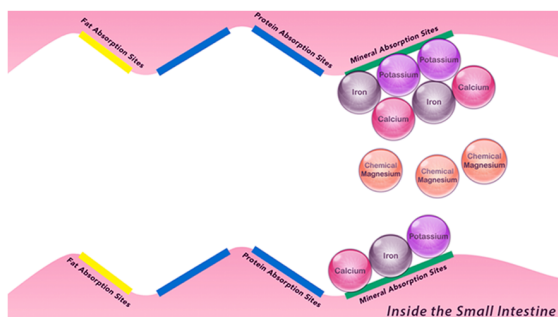 Fat Absorption Sites
Protein Absorption Sites
Mineral Absorption Sites
Potassium
Potassium
Iron
Calcium
Iron
Calcium
Chemical
Magnesium
Chemical
Magnesium
Chemical
Magnesium
Potassium
Iron
Calcium
Fat Absorption Sites
Protein Absorption Sites
Mineral Absorption Sites
Inside the Small Intestine